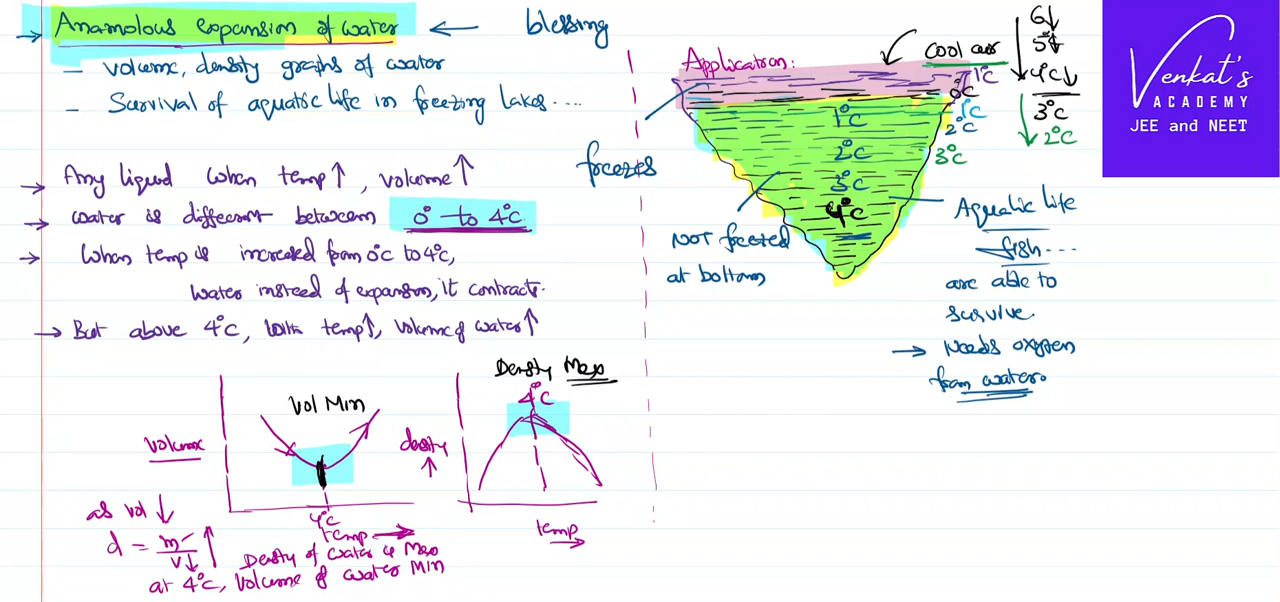 → Anamolous expansion of water ← blessing
- volume, density graphs of water
- Survival of aquatic life in freezing lakes....
→ Any liquid when temp↑, volume↑
→ water is different between 0° to 4°C
→ When temp is increased from 0°C to 4°C,
water instead of expansion, it contracts.
→ But above 4°C, with temp↑, volume of water↑
Vol Min
volume
4°C
temp →
as vol ↓
d = m/v↓ ↑
Density of water is Max
at 4°C, volume of water MIN
Density Max
4°C
density ↑
temp →
Application:
Cool air
6↓
5↓
4°C↓
3°C
2°C
1°C
0°C
1°C
2°C
3°C
1°C
2°C
3°C
4°C
freezes
NOT freezed
at bottom
Aquatic life
fish...
are able to
survive.
→ Needs oxygen
from water.
Venkat's
ACADEMY
JEE and NEET